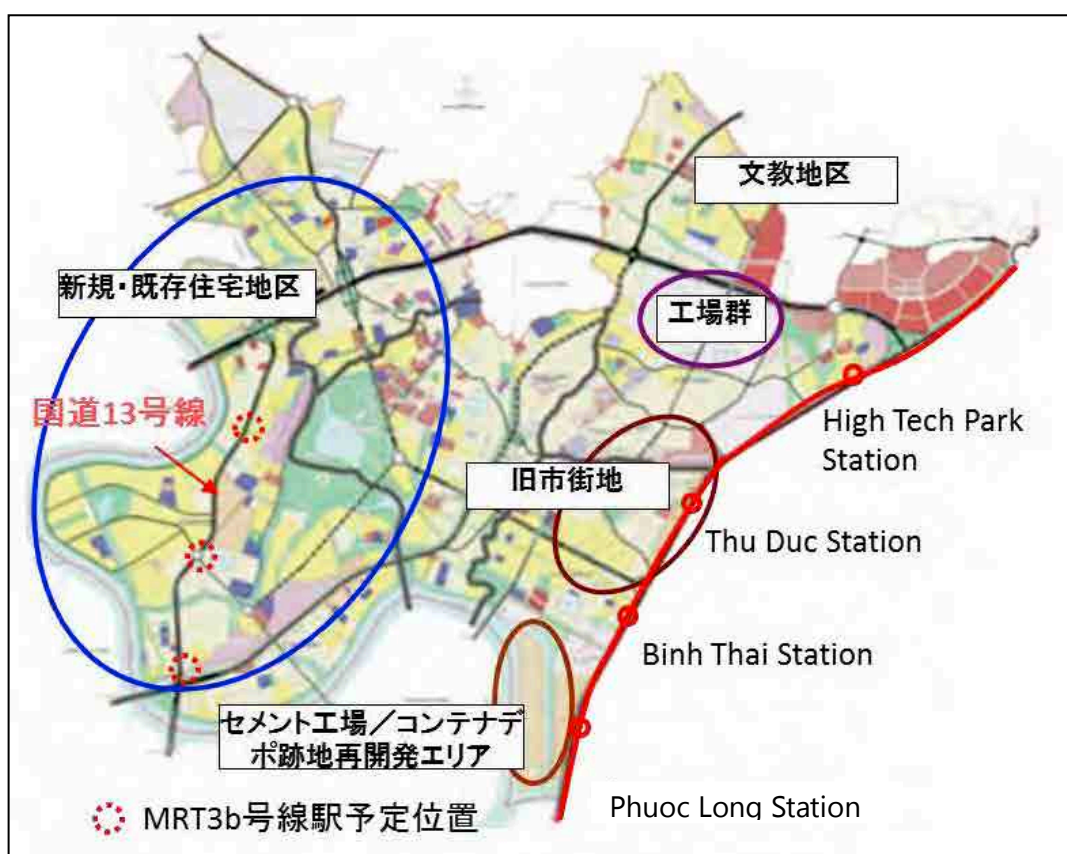 文教地区
新規・既存住宅地区
工場群
国道13号線
High Tech Park
Station
旧市街地
Thu Duc Station
Binh Thai Station
セメント工場／コンテナデ
ポ跡地再開発エリア
Phuoc Long Station
MRT3b号線駅予定位置